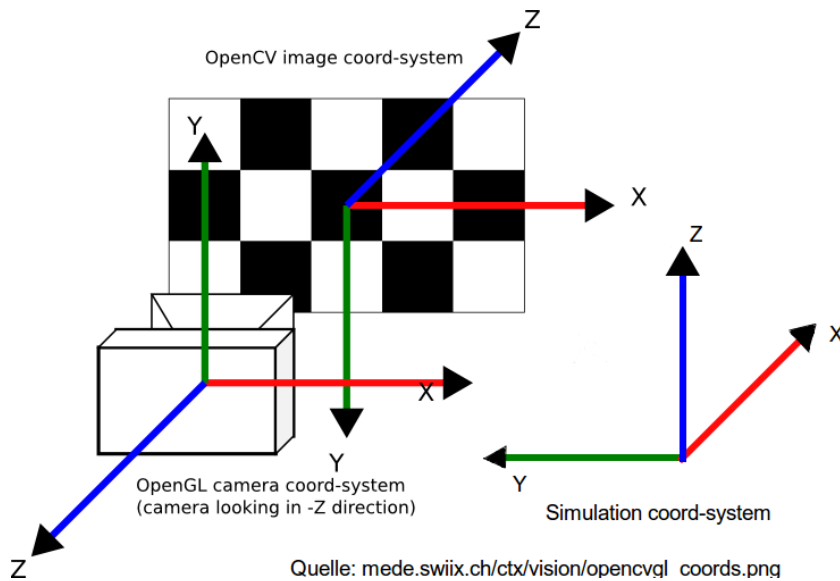 Z
OpenCV image coord-system
Y
X
Z
X
X
Y
Y
OpenGL camera coord-system
(camera looking in -Z direction)
Simulation coord-system
Z
Quelle: mede.swiix.ch/ctx/vision/opencvgl_coords.png